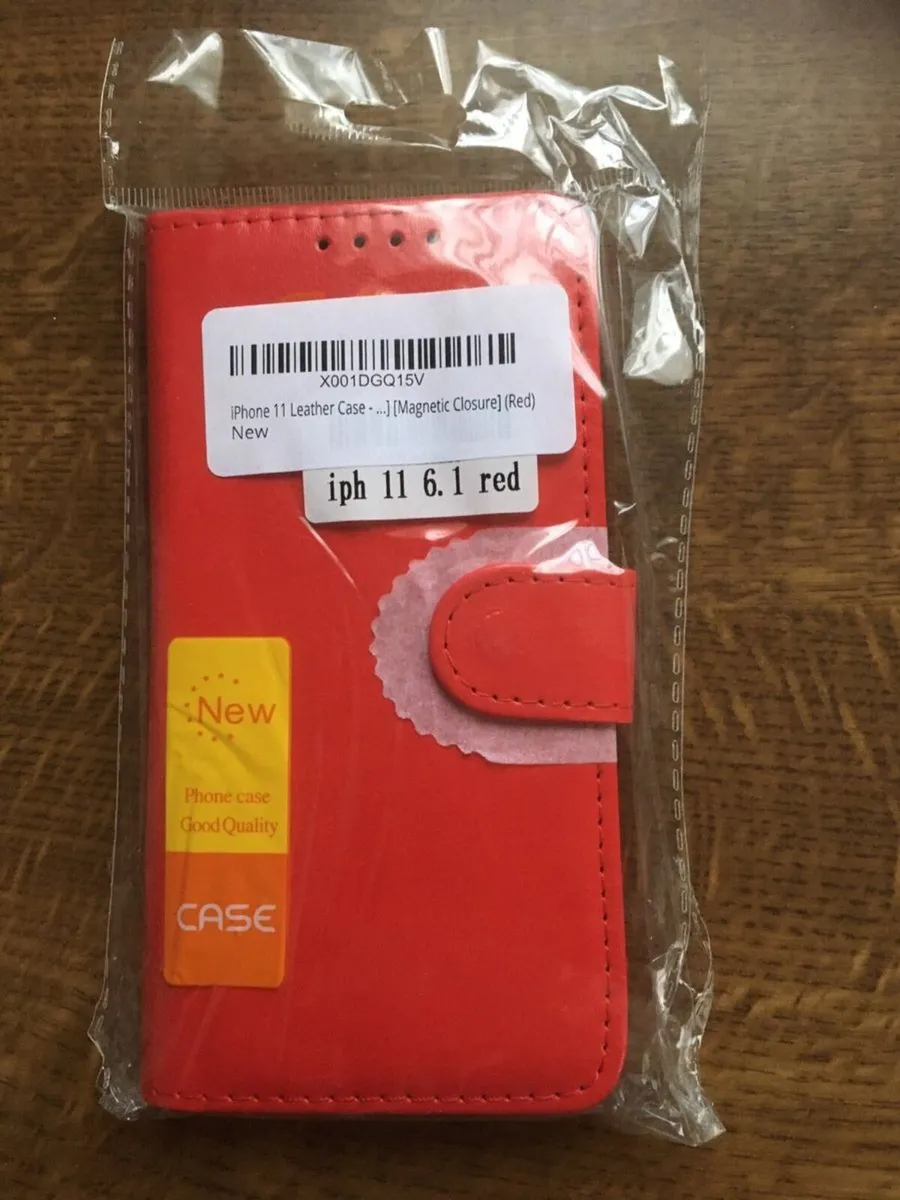 X001DGQ15V
iPhone 11 Leather Case - ...] [Magnetic Closure] (Red)
New
iph 11 6.1 red
New
Phone case
Good Quality
CASE